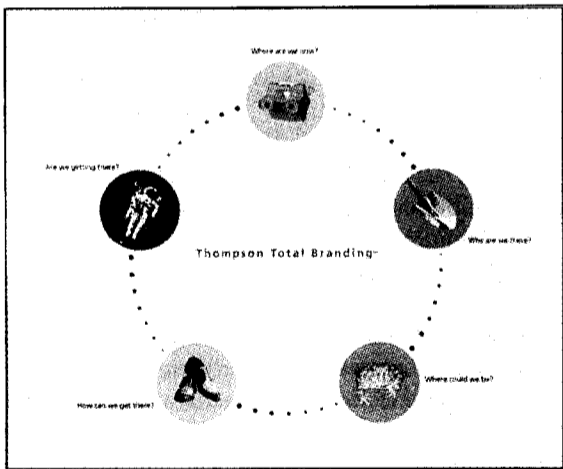 Where are we now?
Are we getting there?
Why are we there?
Thompson Total Branding™
Where could we be?
How can we get there?